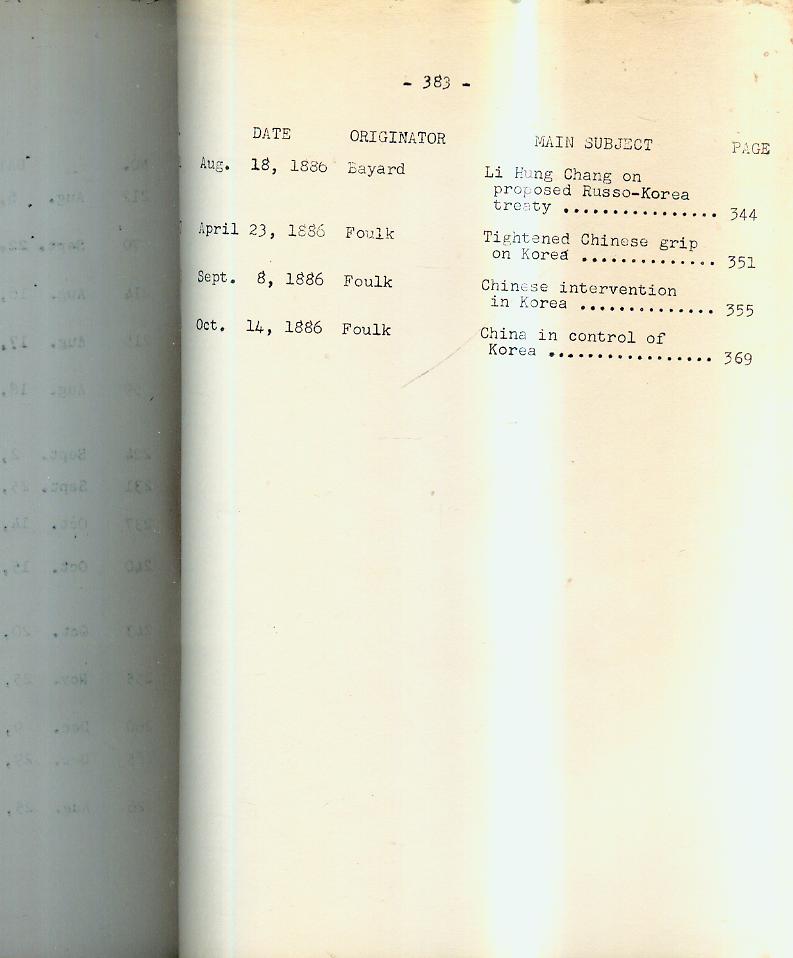 - 383 -
DATE ORIGINATOR MAIN SUBJECT PAGE
Aug. 18, 1886 Bayard Li Hung Chang on
proposed Russo-Korea
treaty ................ 344
April 23, 1886 Foulk Tightened Chinese grip
on Korea .............. 351
Sept. 8, 1886 Foulk Chinese intervention
in Korea .............. 355
Oct. 14, 1886 Foulk China in control of
Korea ................. 369